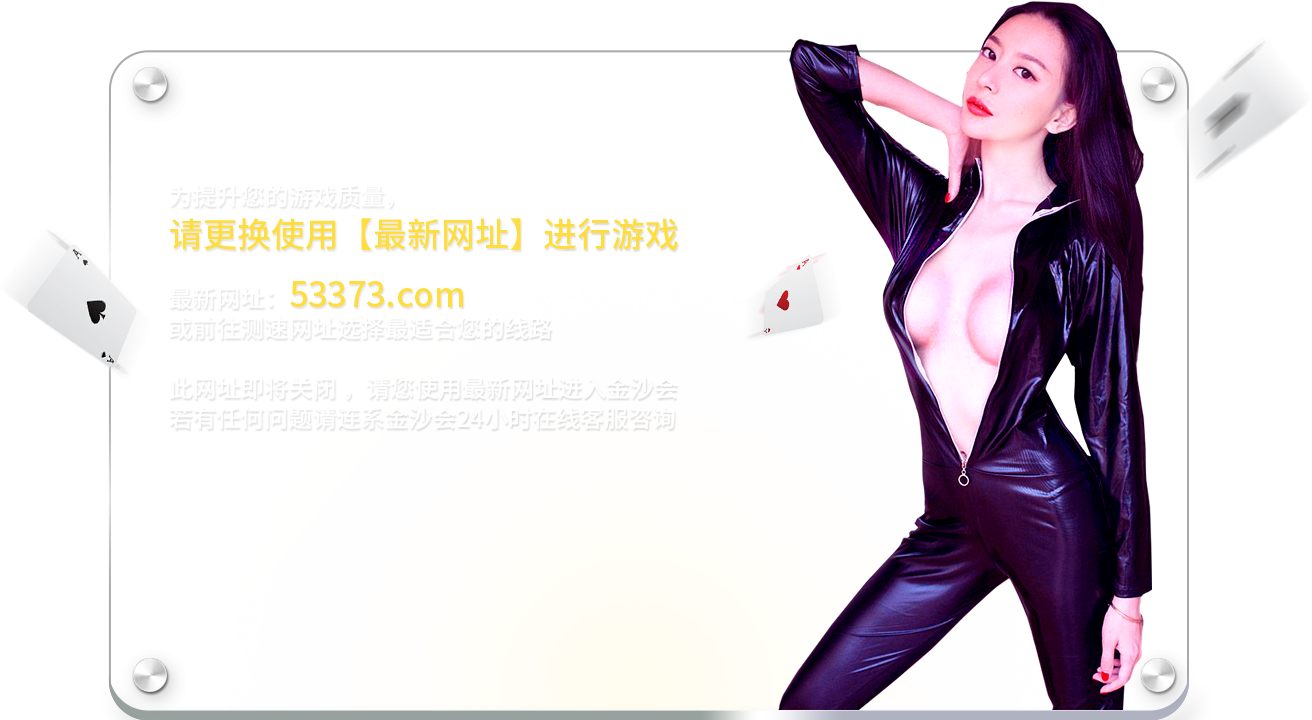 为提升您的游戏质量，
请更换使用【最新网址】进行游戏
最新网址：53373.com
或前往测速网址选择最适合您的线路
此网址即将关闭 ，请您使用最新网址进入金沙会
若有任何问题请连系金沙会24小时在线客服咨询
A
A
A